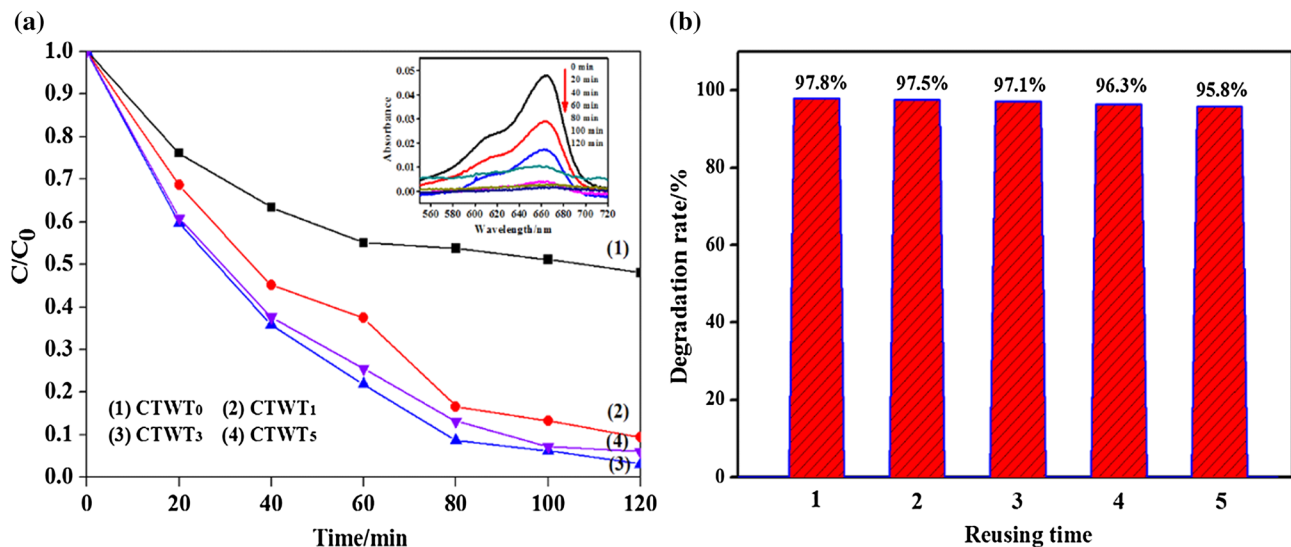 (a)
C/C0
1.0
0.9
0.8
0.7
0.6
0.5
0.4
0.3
0.2
0.1
0.0
0 20 40 60 80 100 120
Time/min
(1)
(2)
(4)
(3)
(1) CTWT0 (2) CTWT1
(3) CTWT3 (4) CTWT5
Absorbance
0.05
0.04
0.03
0.02
0.01
0.00
560 580 600 620 640 660 680 700 720
Wavelength/nm
0 min
20 min
40 min
60 min
80 min
100 min
120 min
(b)
Degradation rate/%
100
80
60
40
20
0
97.8% 97.5% 97.1% 96.3% 95.8%
1 2 3 4 5
Reusing time